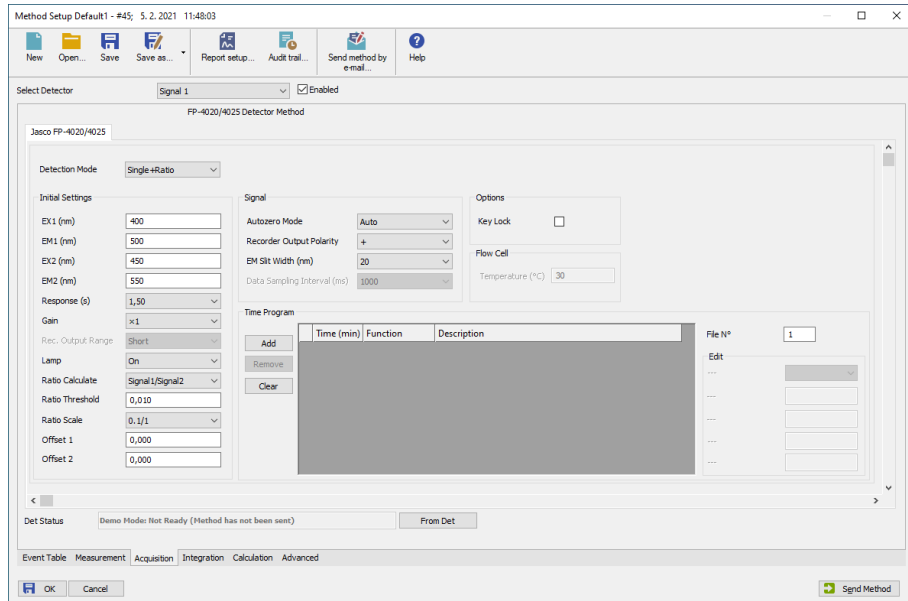 Method Setup Default1 - #45; 5. 2. 2021 11:48:03
New Open... Save Save as... Report setup... Audit trail... Send method by e-mail... Help
Select Detector Signal 1 Enabled
FP-4020/4025 Detector Method
Jasco FP-4020/4025
Detection Mode Single+Ratio
Initial Settings
EX1 (nm) 400
EM1 (nm) 500
EX2 (nm) 450
EM2 (nm) 550
Response (s) 1,50
Gain ×1
Rec. Output Range Short
Lamp On
Ratio Calculate Signal1/Signal2
Ratio Threshold 0,010
Ratio Scale 0.1/1
Offset 1 0,000
Offset 2 0,000
Signal
Autozero Mode Auto
Recorder Output Polarity +
EM Slit Width (nm) 20
Data Sampling Interval (ms) 1000
Options
Key Lock
Flow Cell
Temperature (°C) 30
Time Program
Add
Remove
Clear
Time (min) Function Description
File N° 1
Edit
---
---
---
---
---
Det Status Demo Mode: Not Ready (Method has not been sent) From Det
Event Table Measurement Acquisition Integration Calculation Advanced
OK Cancel Send Method